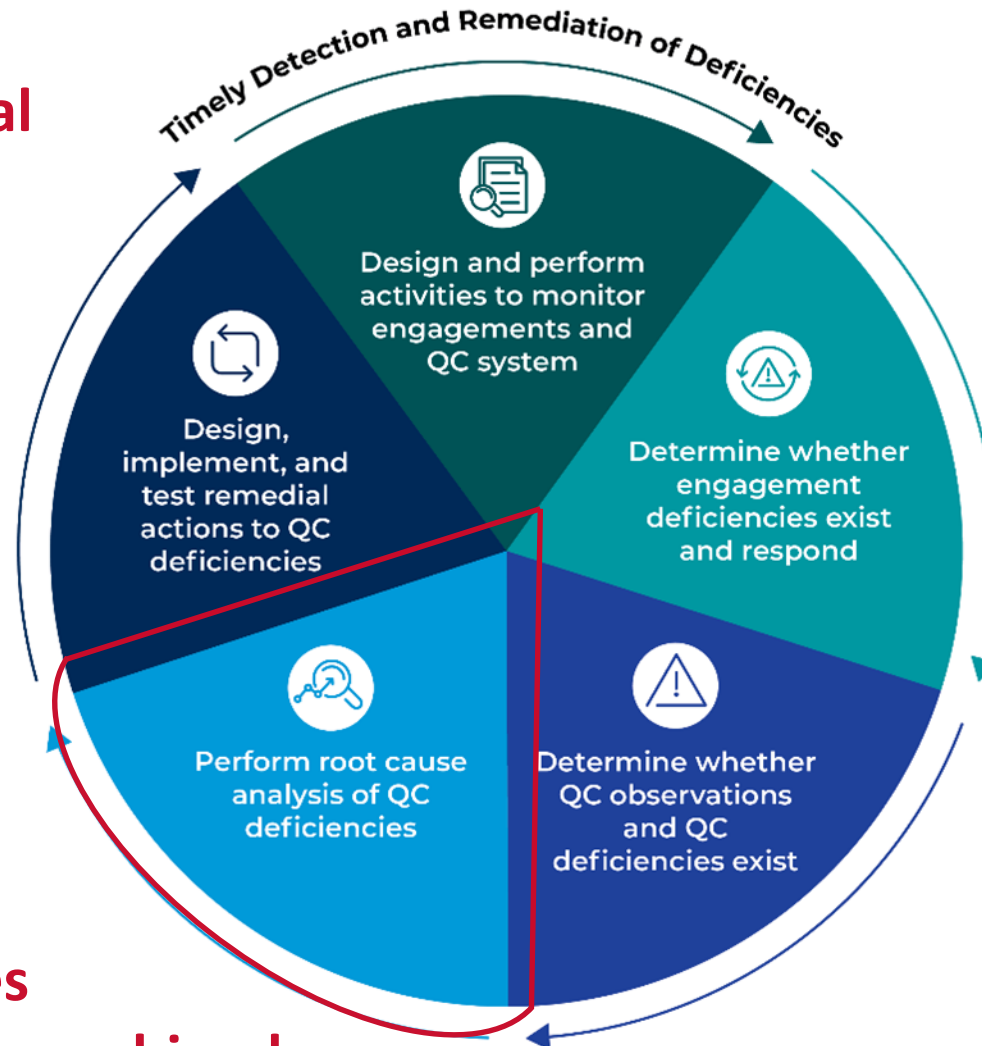 Timely Detection and Remediation of Deficiencies
al
Design and perform
activities to monitor
engagements and
QC system
Determine whether
engagement
deficiencies exist
and respond
Determine whether
QC observations
and QC
deficiencies exist
Perform root cause
analysis of QC
deficiencies
Design,
implement, and
test remedial
actions to QC
deficiencies
es